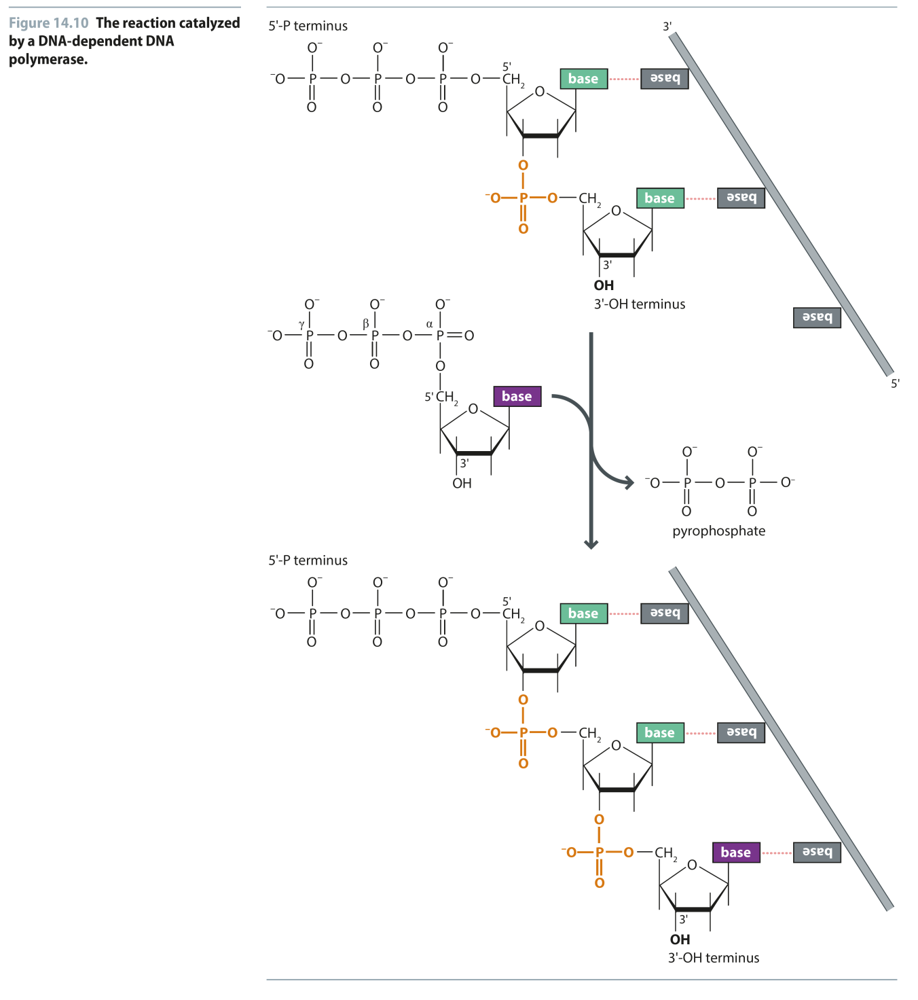 Figure 14.10 The reaction catalyzed
by a DNA-dependent DNA
polymerase.
5'-P terminus
3'
O⁻ O⁻ O⁻
⁻O P O P O P O 5' CH₂ O base base
O O O
O
⁻O P O CH₂ O base base
O
3'
OH
3'-OH terminus
O⁻ O⁻ O⁻
γ β α
⁻O P O P O P O
base
O O O
5' CH₂ O base
5'
3'
OH
O⁻ O⁻
⁻O P O P O⁻
O O
pyrophosphate
5'-P terminus
O⁻ O⁻ O⁻
⁻O P O P O P O 5' CH₂ O base base
O O O
O
⁻O P O CH₂ O base base
O
O
⁻O P O CH₂ O base base
O
3'
OH
3'-OH terminus